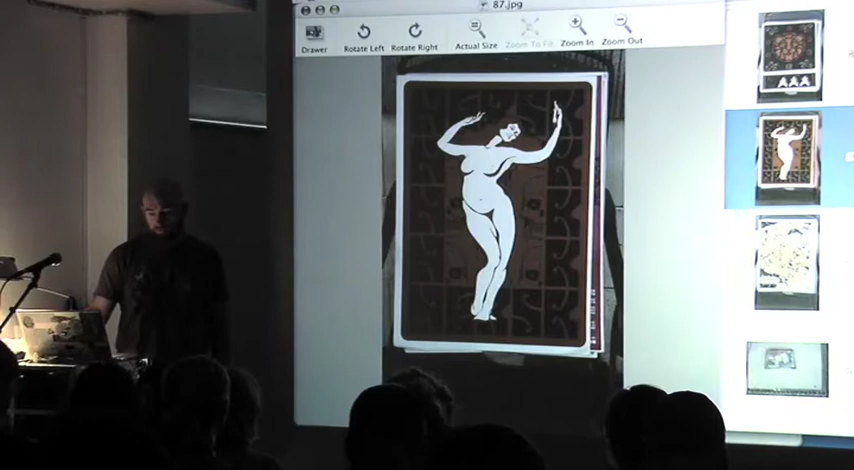 87.jpg
Drawer
Rotate Left
Rotate Right
Actual Size
Zoom To Fit
Zoom In
Zoom Out